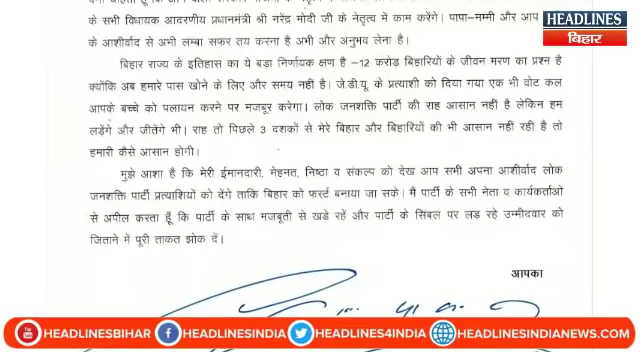 के सभी विधायक आदरणीय प्रधानमंत्री श्री नरेंद्र मोदी जी के नेतृत्व में काम करेंगे। पापा-मम्मी और आप
के आशीर्वाद से अभी लम्बा सफर तय करना है अभी और अनुभव लेना है।
बिहार राज्य के इतिहास का ये बडा निर्णायक क्षण है –12 करोड बिहारियों के जीवन मरण का प्रश्न है
क्योंकि अब हमारे पास खोने के लिए और समय नहीं है। जे.डी.यू. के प्रत्याशी को दिया गया एक भी वोट कल
आपके बच्चे को पलायन करने पर मजबूर करेगा। लोक जनशक्ति पार्टी की राह आसान नहीं है लेकिन हम
लडेंगे और जीतेंगे भी। राह तो पिछले 3 दशकों से मेरे बिहार और बिहारियों की भी आसान नहीं रही है तो
हमारी कैसे आसान होगी।
मुझे आशा है कि मेरी ईमानदारी, मेहनत, निष्ठा व संकल्प को देख आप सभी अपना आशीर्वाद लोक
जनशक्ति पार्टी प्रत्याशियों को देंगे ताकि बिहार को फर्स्ट बनाया जा सके। मैं पार्टी के सभी नेता व कार्यकर्ताओ
से अपील करता हूँ कि पार्टी के साथ मजबूती से खडे रहें और पार्टी के सिंबल पर लड रहे उम्मीदवार को
जिताने में पूरी ताकत झोक दें।
आपका
HEADLINES
बिहार
HEADLINESBIHAR HEADLINESINDIA HEADLINES4INDIA HEADLINESINDIANEWS.COM